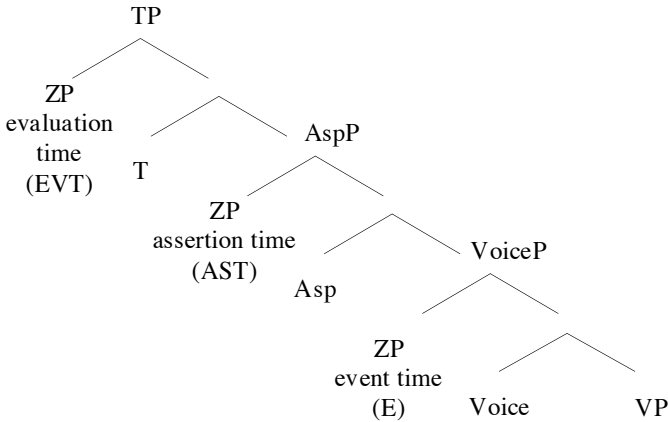 TP
ZP
evaluation
time
(EVT)
T
AspP
ZP
assertion time
(AST)
Asp
VoiceP
ZP
event time
(E)
Voice
VP